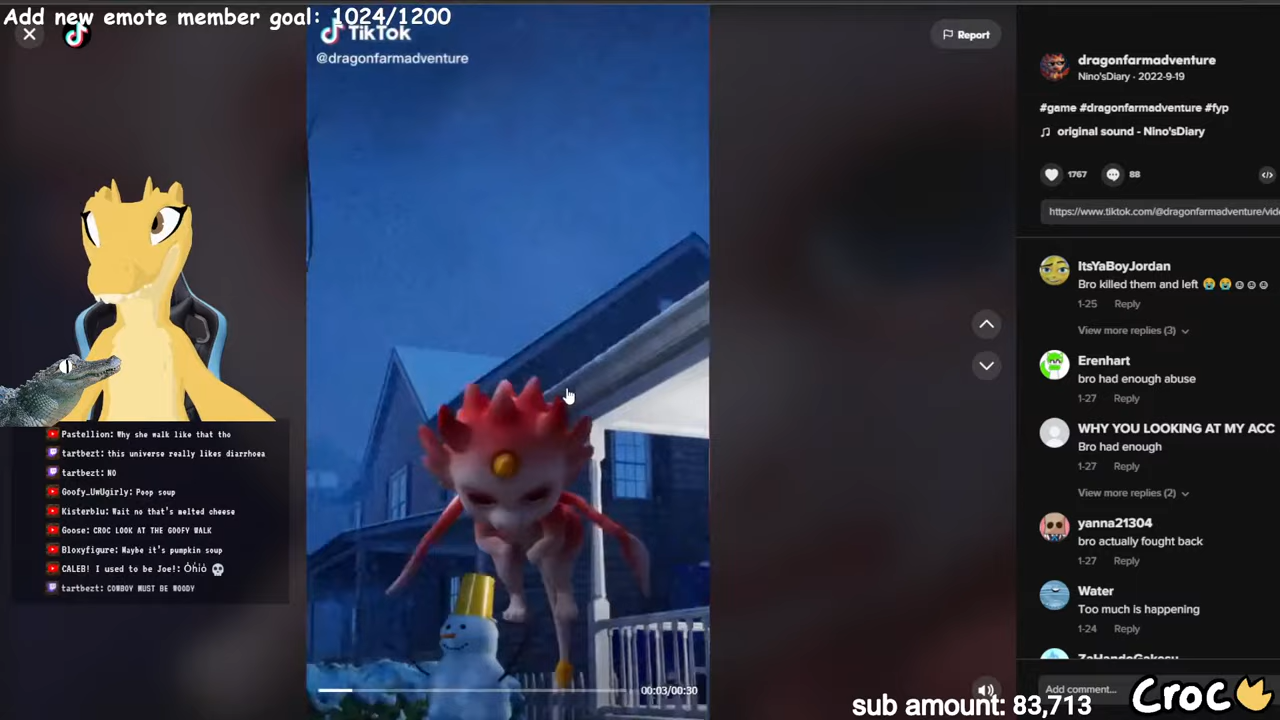 Add new emote member goal: 1024/1200
TikTok
@dragonfarmadventure
Report
dragonfarmadventure
Nino'sDiary · 2022-9-19
#game #dragonfarmadventure #fyp
original sound - Nino'sDiary
1767
88
https://www.tiktok.com/@dragonfarmadventure/vid
ItsYaBoyJordan
Bro killed them and left 😭😭☺☺☺
1-25 Reply
View more replies (3)
Erenhart
bro had enough abuse
1-27 Reply
WHY YOU LOOKING AT MY ACC
Bro had enough
1-27 Reply
View more replies (2)
yanna21304
bro actually fought back
1-27 Reply
Water
Too much is happening
1-24 Reply
ZaHandoGakesu
Add comment...
Pastellion: Why she walk like that tho
tartbezt: this universe really likes diarrhoea
tartbezt: NO
Goofy_UwUgirly: Poop soup
Kisterblu: Wait no that's melted cheese
Goose: CROC LOOK AT THE GOOFY WALK
Bloxyfigure: Maybe it's pumpkin soup
CALEB! I used to be Joe!: Ohio 💀
tartbezt: COWBOY MUST BE WOODY
00:03/00:30
sub amount: 83,713
Croc